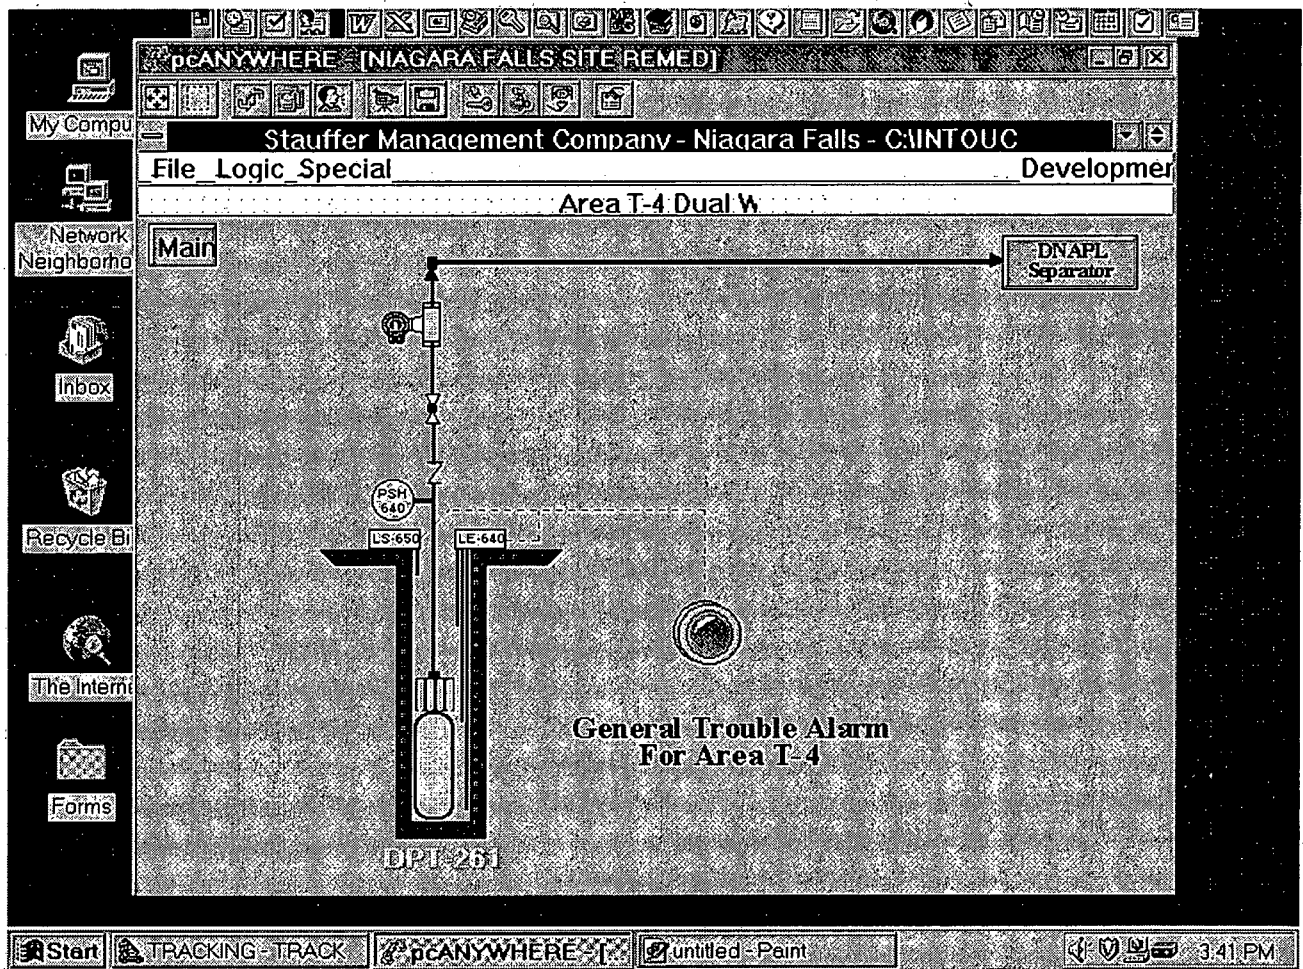 pcANYWHERE - [NIAGARA FALLS SITE REMED]
My Compu
Stauffer Management Company - Niagara Falls - C:\INTOUC
File Logic Special
Developmer
Area T-4 Dual W
Network
Neighborho
Main
DNAPL
Separator
Inbox
PSH
640
Recycle Bi
LS-650
LE-640
The Interne
General Trouble Alarm
For Area T-4
Forms
DPT-261
Start
TRACKING - TRACK
pcANYWHERE - [
untitled - Paint
3:41 PM